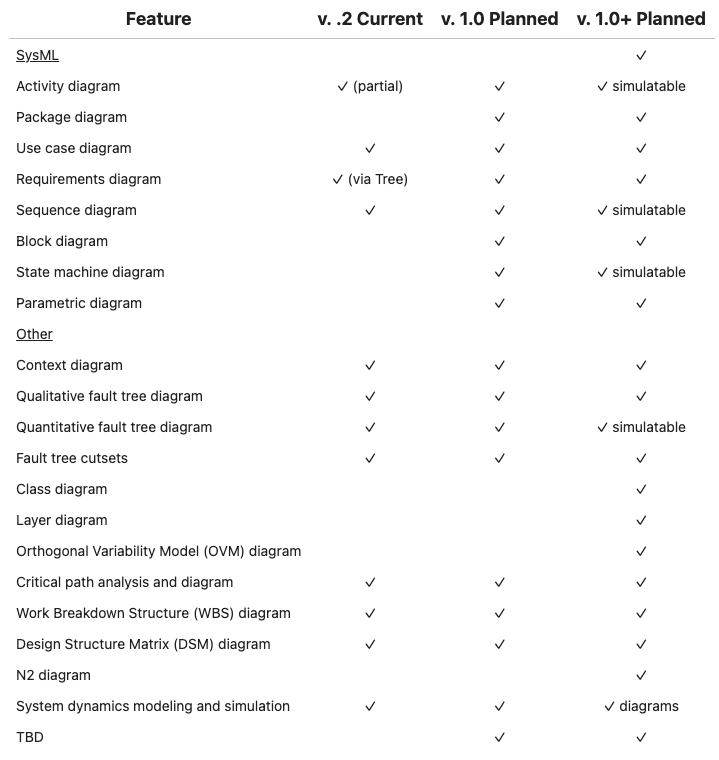 Feature v. .2 Current v. 1.0 Planned v. 1.0+ Planned
SysML ✓
Activity diagram ✓ (partial) ✓ ✓ simulatable
Package diagram ✓ ✓
Use case diagram ✓ ✓ ✓
Requirements diagram ✓ (via Tree) ✓ ✓
Sequence diagram ✓ ✓ ✓ simulatable
Block diagram ✓ ✓
State machine diagram ✓ ✓ simulatable
Parametric diagram ✓ ✓
Other
Context diagram ✓ ✓ ✓
Qualitative fault tree diagram ✓ ✓ ✓
Quantitative fault tree diagram ✓ ✓ ✓ simulatable
Fault tree cutsets ✓ ✓ ✓
Class diagram ✓
Layer diagram ✓
Orthogonal Variability Model (OVM) diagram ✓
Critical path analysis and diagram ✓ ✓ ✓
Work Breakdown Structure (WBS) diagram ✓ ✓ ✓
Design Structure Matrix (DSM) diagram ✓ ✓ ✓
N2 diagram ✓
System dynamics modeling and simulation ✓ ✓ ✓ diagrams
TBD ✓ ✓